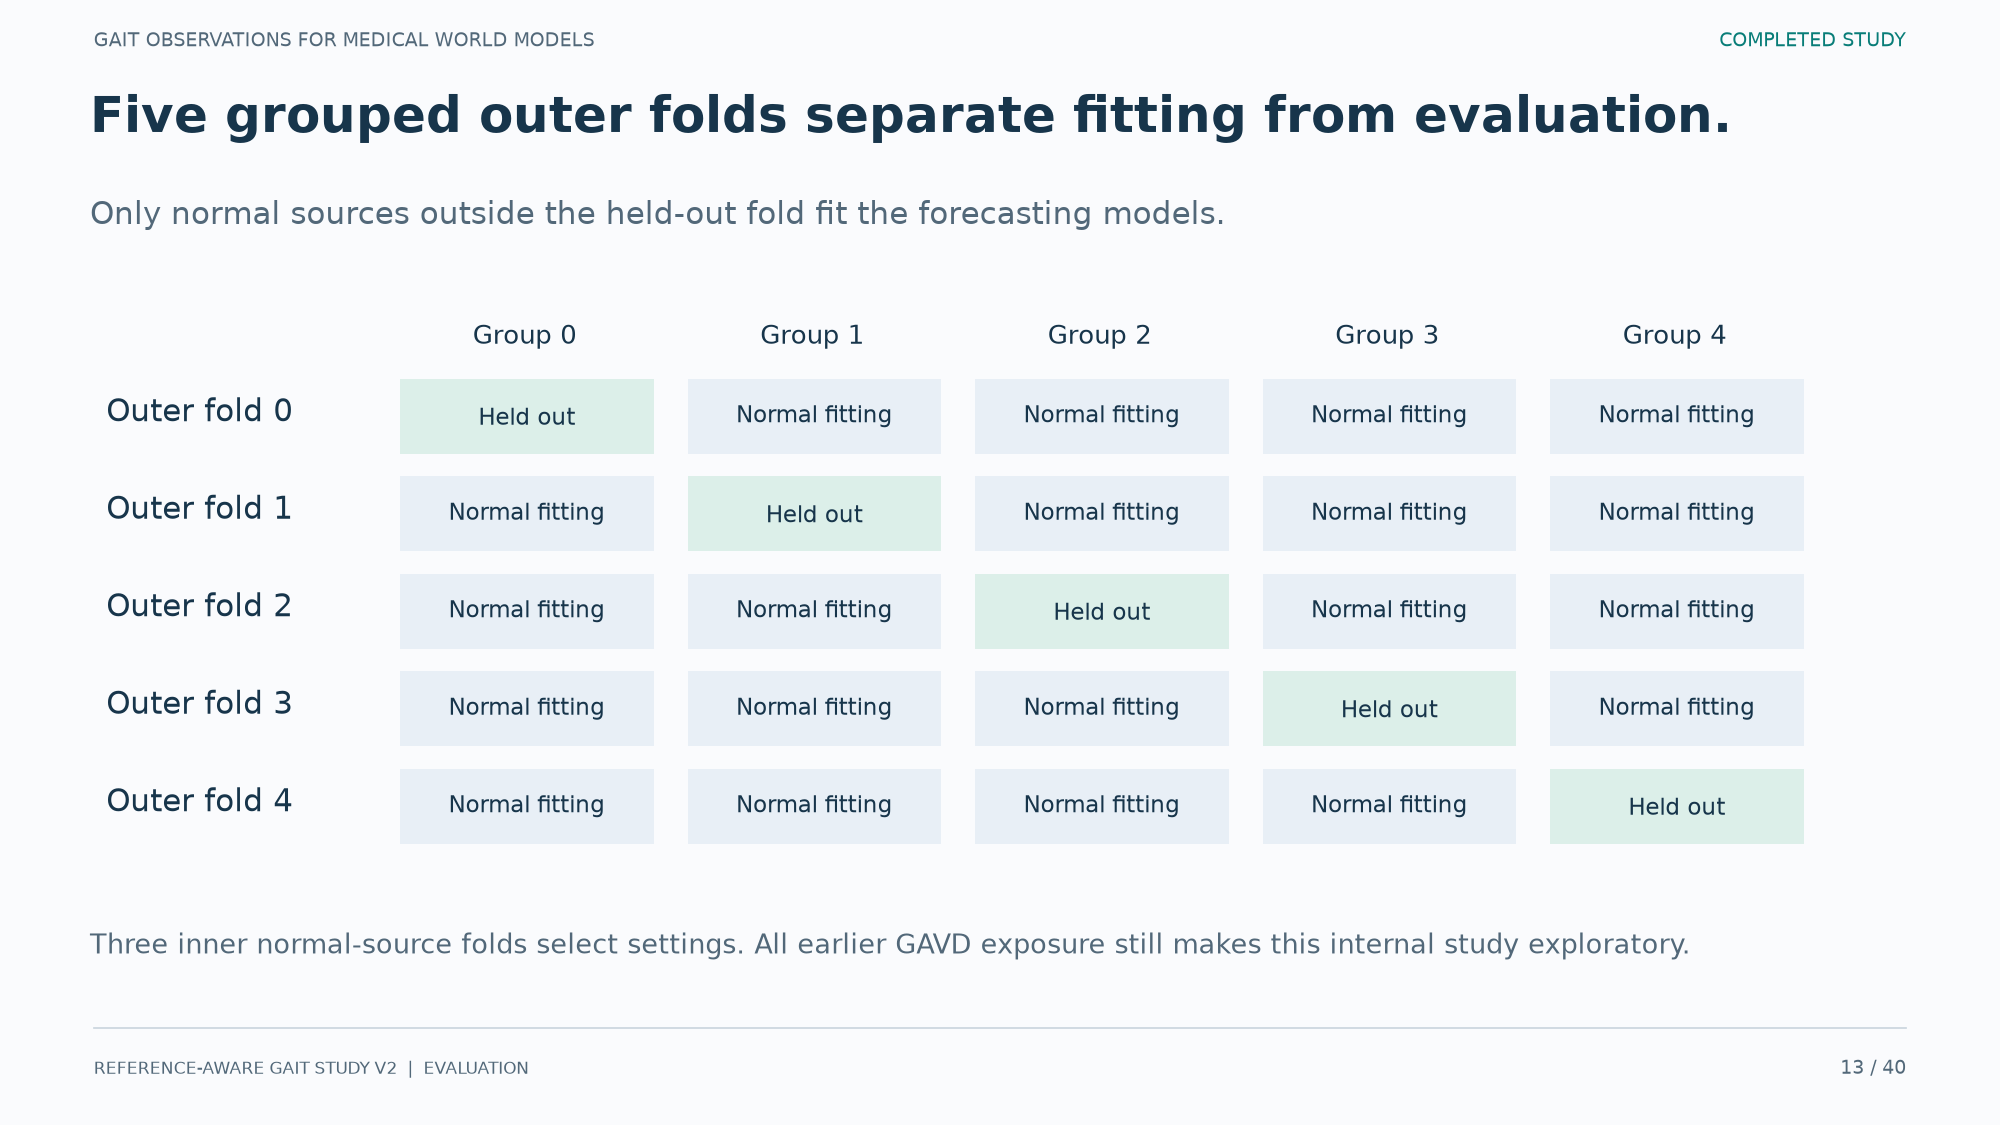 GAIT OBSERVATIONS FOR MEDICAL WORLD MODELS
COMPLETED STUDY
Five grouped outer folds separate fitting from evaluation.
Only normal sources outside the held-out fold fit the forecasting models.
Group 0 Group 1 Group 2 Group 3 Group 4
Outer fold 0 Held out Normal fitting Normal fitting Normal fitting Normal fitting
Outer fold 1 Normal fitting Held out Normal fitting Normal fitting Normal fitting
Outer fold 2 Normal fitting Normal fitting Held out Normal fitting Normal fitting
Outer fold 3 Normal fitting Normal fitting Normal fitting Held out Normal fitting
Outer fold 4 Normal fitting Normal fitting Normal fitting Normal fitting Held out
Three inner normal-source folds select settings. All earlier GAVD exposure still makes this internal study exploratory.
REFERENCE-AWARE GAIT STUDY V2 | EVALUATION
13 / 40